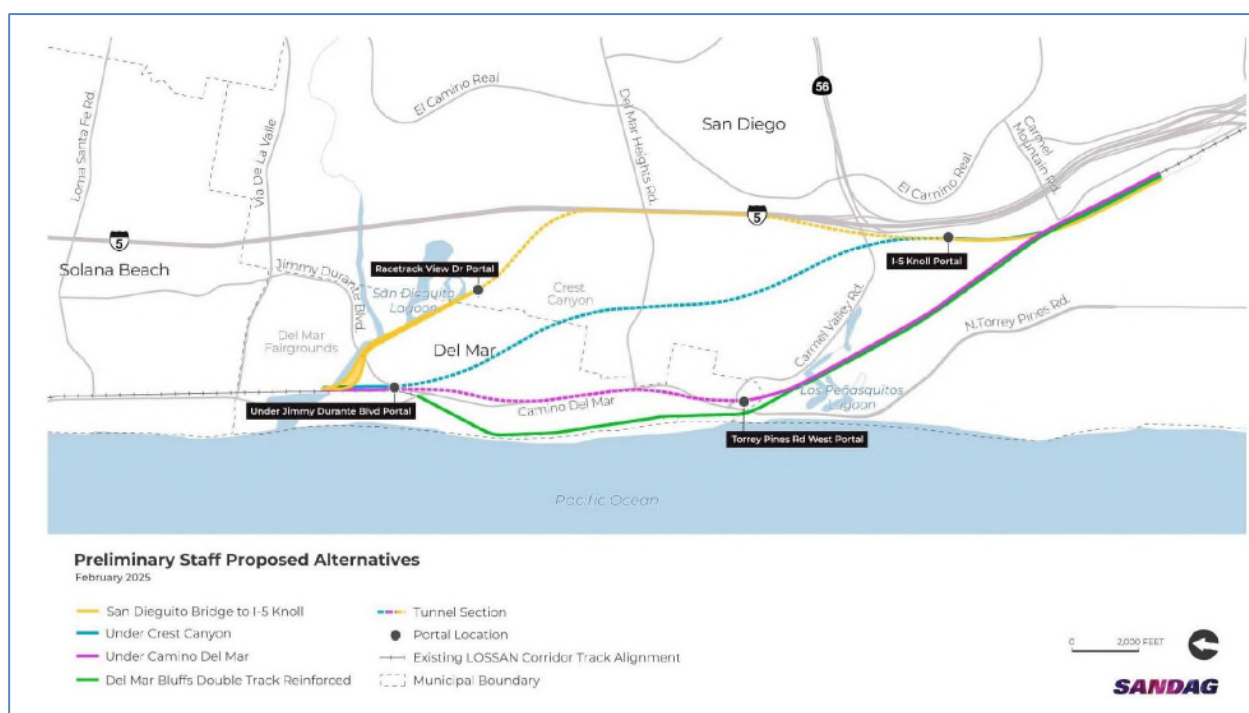 Loma Santa Fe Rd.
Via De La Valle
El Camino Real
Del Mar Heights Rd.
San Diego
56
Carmel Mountain Rd.
El Camino Real
5
5
Solana Beach
Jimmy Durante Blvd.
Racetrack View Dr Portal
San Dieguito
Lagoon
Crest
Canyon
I-5 Knoll Portal
Del Mar
Fairgrounds
Del Mar
Carmel Valley Rd.
N.Torrey Pines Rd.
Los Peñasquitos
Lagoon
Under Jimmy Durante Blvd Portal
Camino Del Mar
Torrey Pines Rd West Portal
Pacific Ocean
Preliminary Staff Proposed Alternatives
February 2025
San Dieguito Bridge to I-5 Knoll
Under Crest Canyon
Under Camino Del Mar
Del Mar Bluffs Double Track Reinforced
Tunnel Section
Portal Location
Existing LOSSAN Corridor Track Alignment
Municipal Boundary
0 2,000 FEET
SANDAG